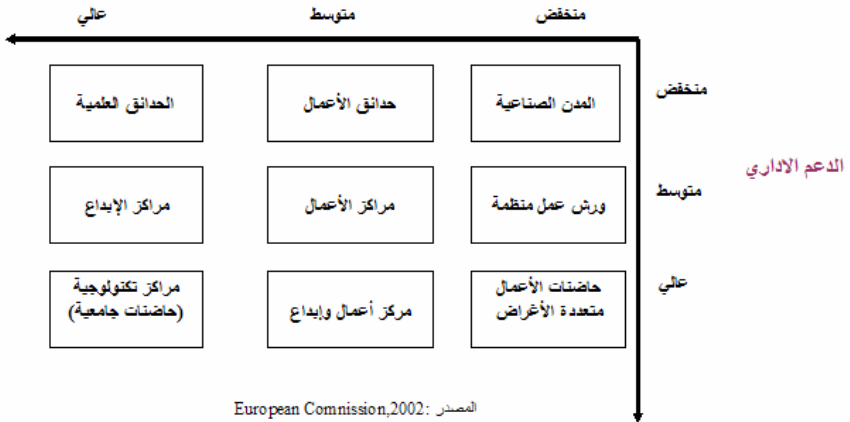 منخفض متوسط عالي
منخفض
المدن الصناعية
حدائق الأعمال
الحدائق العلمية
الدعم الاداري
متوسط
ورش عمل منظمة
مراكز الأعمال
مراكز الإبداع
عالي
حاضنات الأعمال
متعددة الأغراض
مركز أعمال وإبداع
مراكز تكنولوجية
(حاضنات جامعية)
المصدر :European Comnission,2002